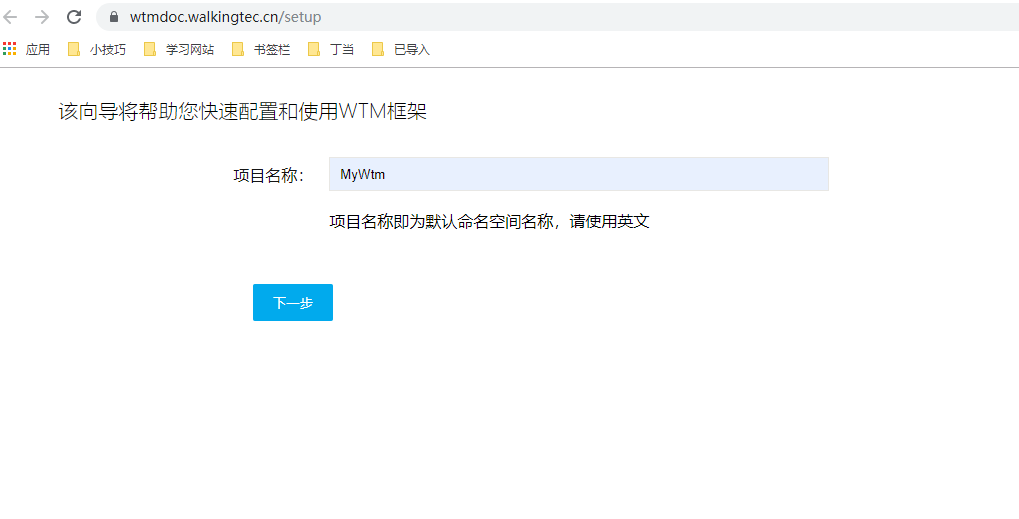 wtmdoc.walkingtec.cn/setup
应用 小技巧 学习网站 书签栏 丁当 已导入
该向导将帮助您快速配置和使用WTM框架
项目名称： MyWtm
项目名称即为默认命名空间名称，请使用英文
下一步